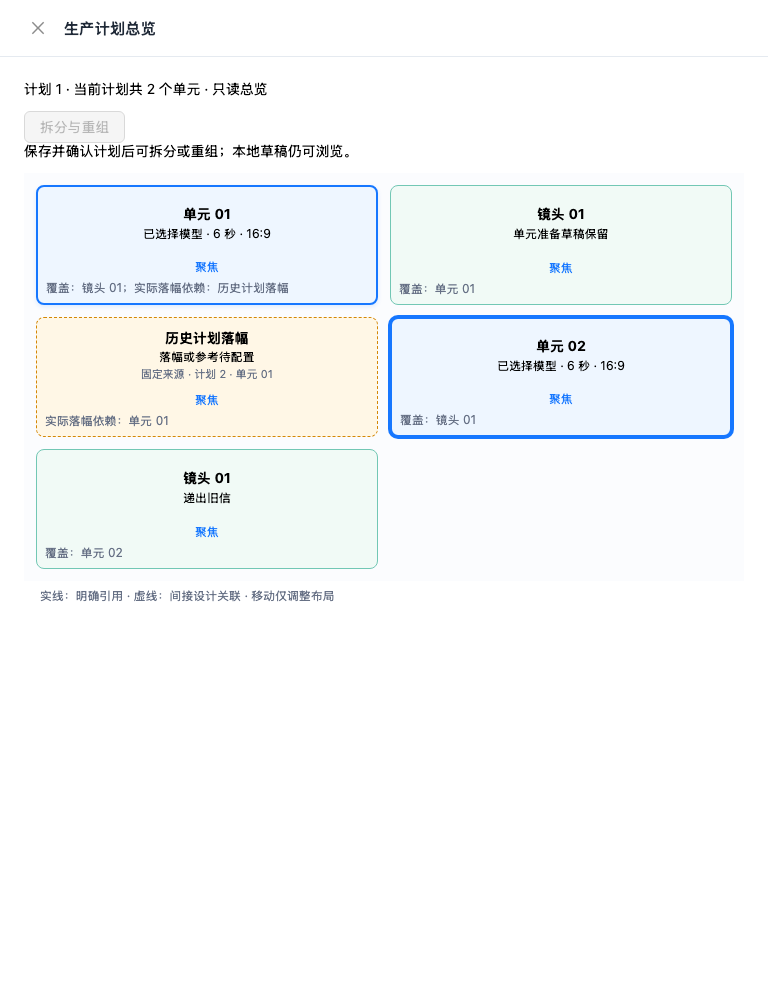 生产计划总览
计划 1 · 当前计划共 2 个单元 · 只读总览
拆分与重组
保存并确认计划后可拆分或重组；本地草稿仍可浏览。
单元 01
已选择模型 · 6 秒 · 16:9
聚焦
覆盖：镜头 01；实际落幅依赖：历史计划落幅
镜头 01
单元准备草稿保留
聚焦
覆盖：单元 01
历史计划落幅
落幅或参考待配置
固定来源 · 计划 2 · 单元 01
聚焦
实际落幅依赖：单元 01
单元 02
已选择模型 · 6 秒 · 16:9
聚焦
覆盖：镜头 01
镜头 01
递出旧信
聚焦
覆盖：单元 02
实线：明确引用 · 虚线：间接设计关联 · 移动仅调整布局